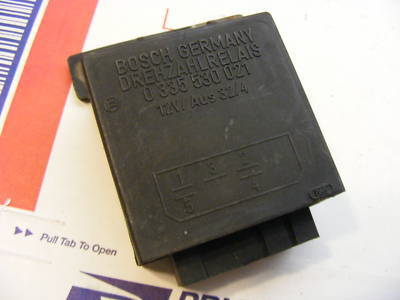 BOSCH GERMANY
DREHZAHLRELAIS
0 335 530 021
12V/Aus 32/4
1 3 2
5 4
Pull Tab To Open